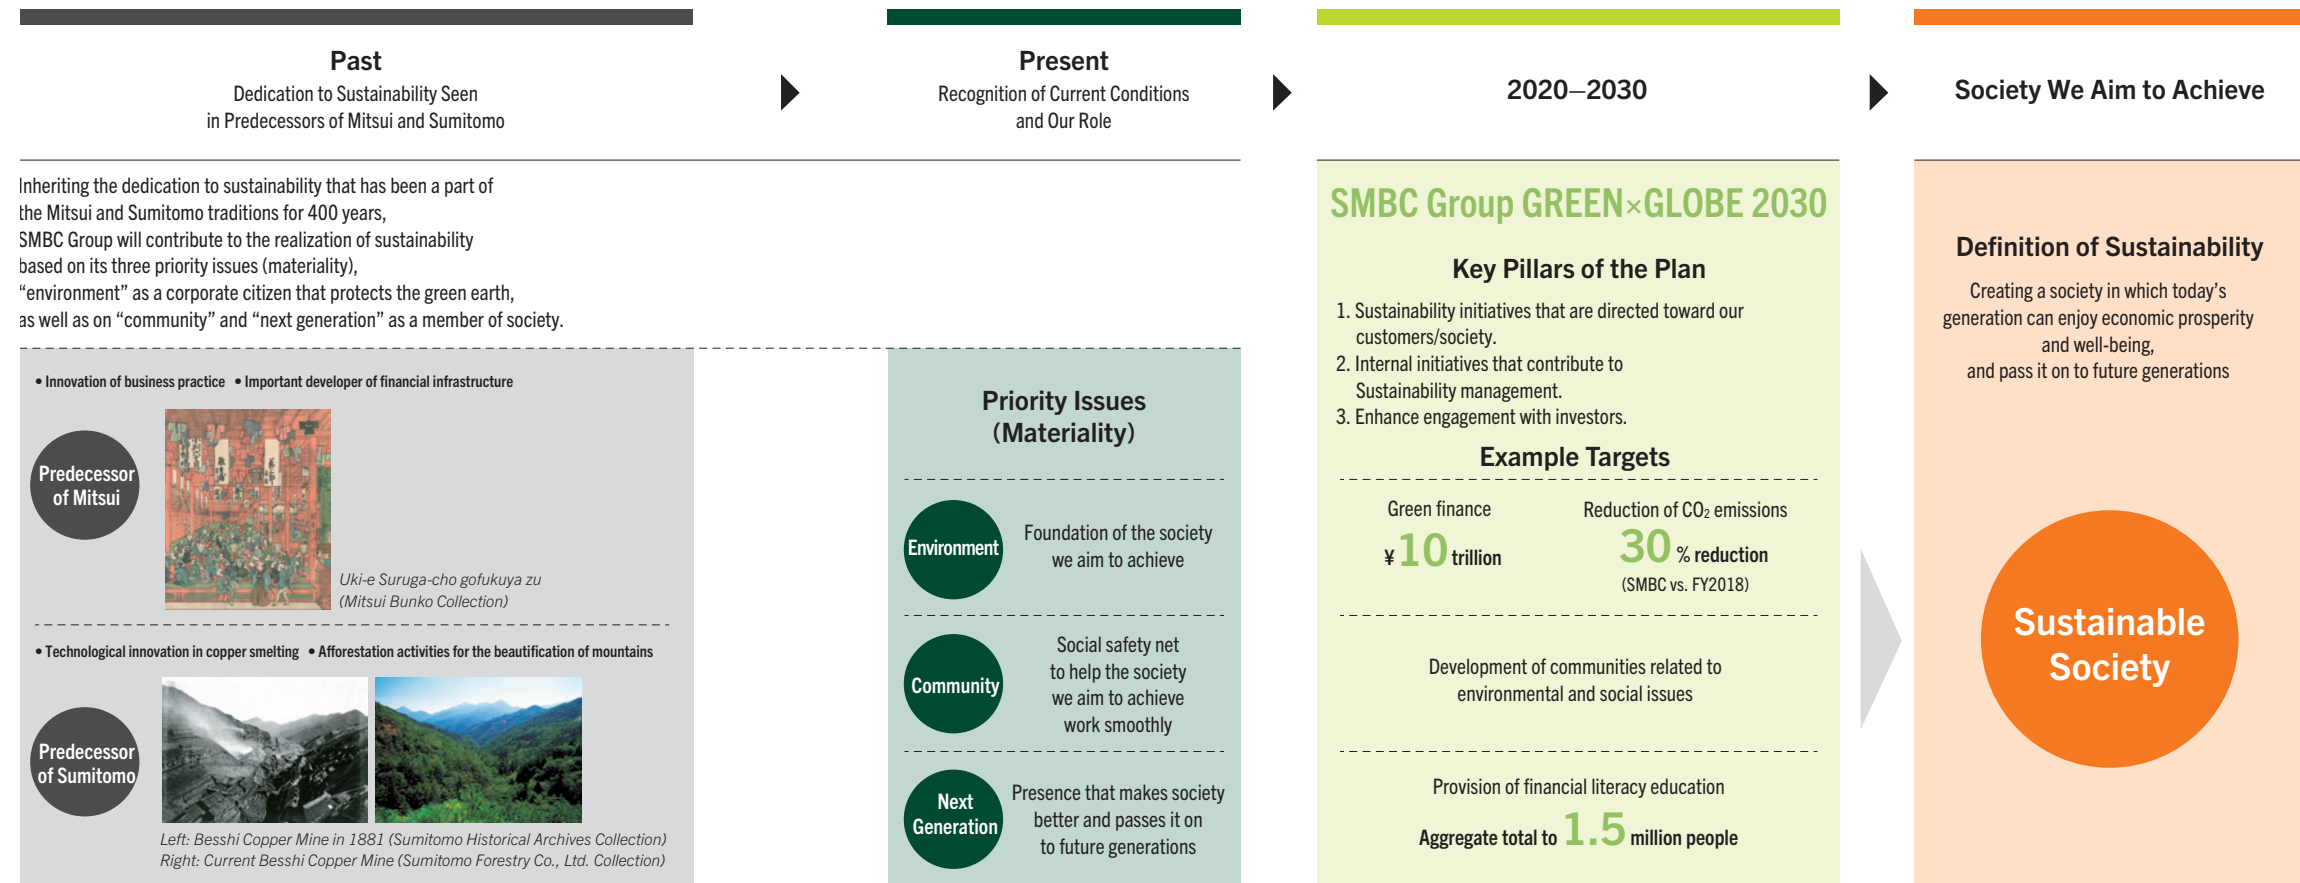 Past
Dedication to Sustainability Seen
in Predecessors of Mitsui and Sumitomo
Present
Recognition of Current Conditions
and Our Role
2020–2030
Society We Aim to Achieve
Inheriting the dedication to sustainability that has been a part of
the Mitsui and Sumitomo traditions for 400 years,
SMBC Group will contribute to the realization of sustainability
based on its three priority issues (materiality),
“environment” as a corporate citizen that protects the green earth,
as well as on “community” and “next generation” as a member of society.
• Innovation of business practice • Important developer of financial infrastructure
Predecessor
of Mitsui
Uki-e Suruga-cho gofukuya zu
(Mitsui Bunko Collection)
• Technological innovation in copper smelting • Afforestation activities for the beautification of mountains
Predecessor
of Sumitomo
Left: Besshi Copper Mine in 1881 (Sumitomo Historical Archives Collection)
Right: Current Besshi Copper Mine (Sumitomo Forestry Co., Ltd. Collection)
Priority Issues
(Materiality)
Environment
Foundation of the society
we aim to achieve
Community
Social safety net
to help the society
we aim to achieve
work smoothly
Next
Generation
Presence that makes society
better and passes it on
to future generations
SMBC Group GREEN×GLOBE 2030
Key Pillars of the Plan
1. Sustainability initiatives that are directed toward our
customers/society.
2. Internal initiatives that contribute to
Sustainability management.
3. Enhance engagement with investors.
Example Targets
Green finance
¥ 10 trillion
Reduction of CO₂ emissions
30 % reduction
(SMBC vs. FY2018)
Development of communities related to
environmental and social issues
Provision of financial literacy education
Aggregate total to 1.5 million people
Definition of Sustainability
Creating a society in which today’s
generation can enjoy economic prosperity
and well-being,
and pass it on to future generations
Sustainable
Society